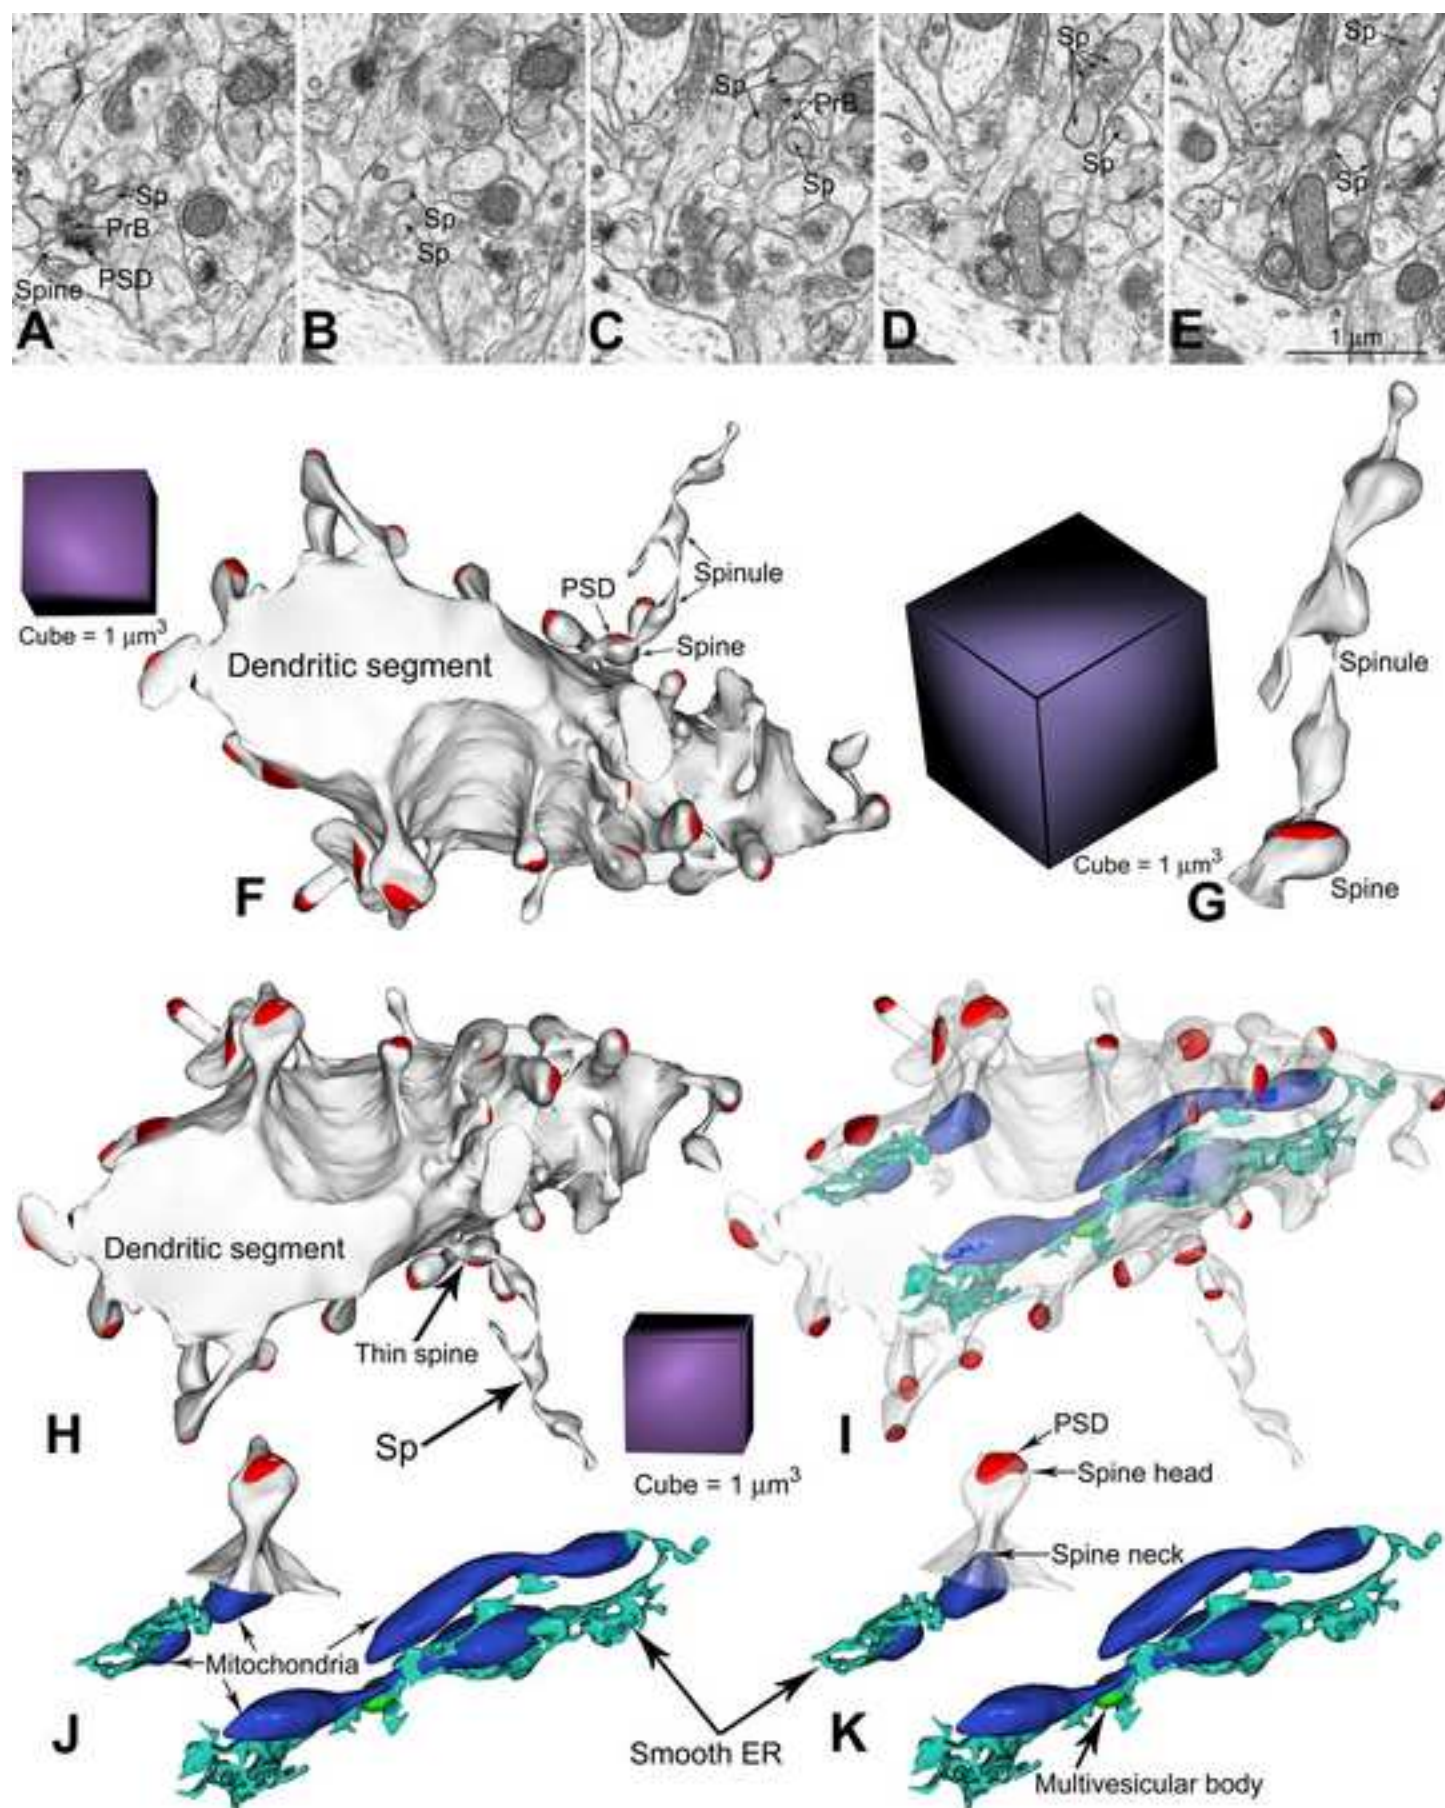 Sp
PrB
PSD
Spine
A
Sp
Sp
B
Sp
PrB
Sp
C
Sp
Sp
D
Sp
Sp
1 μm
E
Cube = 1 μm³
Dendritic segment
PSD
Spinule
Spine
F
Cube = 1 μm³
Spinule
Spine
G
Dendritic segment
Thin spine
Sp
Cube = 1 μm³
H
I
PSD
Spine head
Spine neck
Mitochondria
J
Smooth ER
K
Multivesicular body